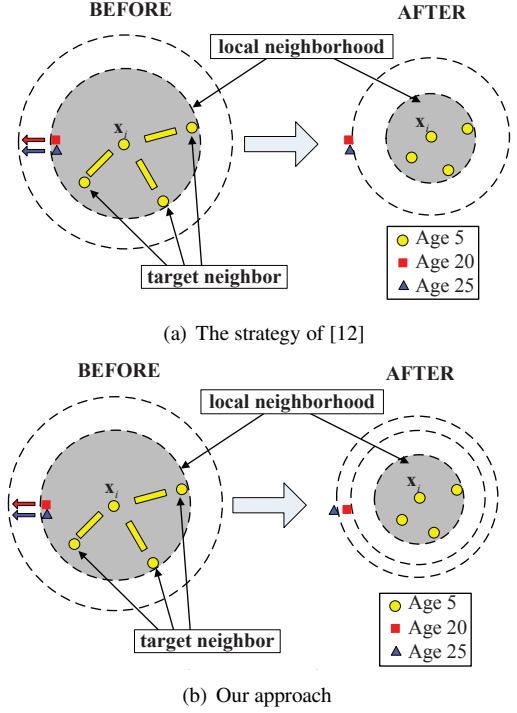 BEFORE
AFTER
local neighborhood
x_i
x_i
target neighbor
Age 5
Age 20
Age 25
(a) The strategy of [12]
BEFORE
AFTER
local neighborhood
x_i
x_i
target neighbor
Age 5
Age 20
Age 25
(b) Our approach